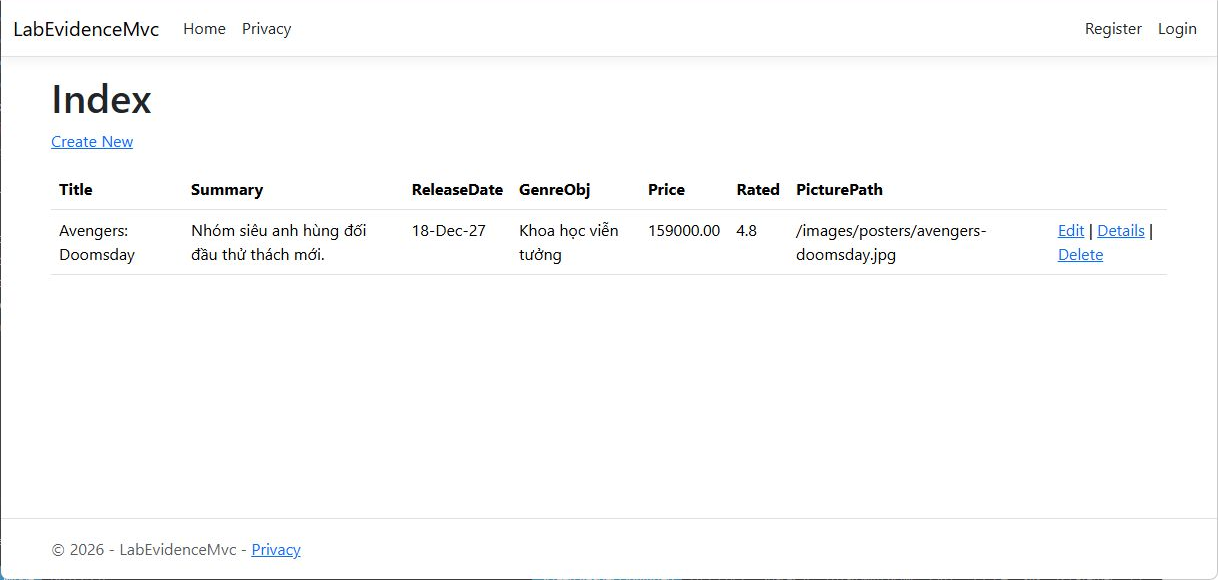 LabEvidenceMvc Home Privacy Register Login
Index
Create New
Title Summary ReleaseDate GenreObj Price Rated PicturePath
Avengers: Nhóm siêu anh hùng đối 18-Dec-27 Khoa học viễn 159000.00 4.8 /images/posters/avengers- Edit | Details |
Doomsday đầu thử thách mới. tưởng doomsday.jpg Delete
© 2026 - LabEvidenceMvc - Privacy